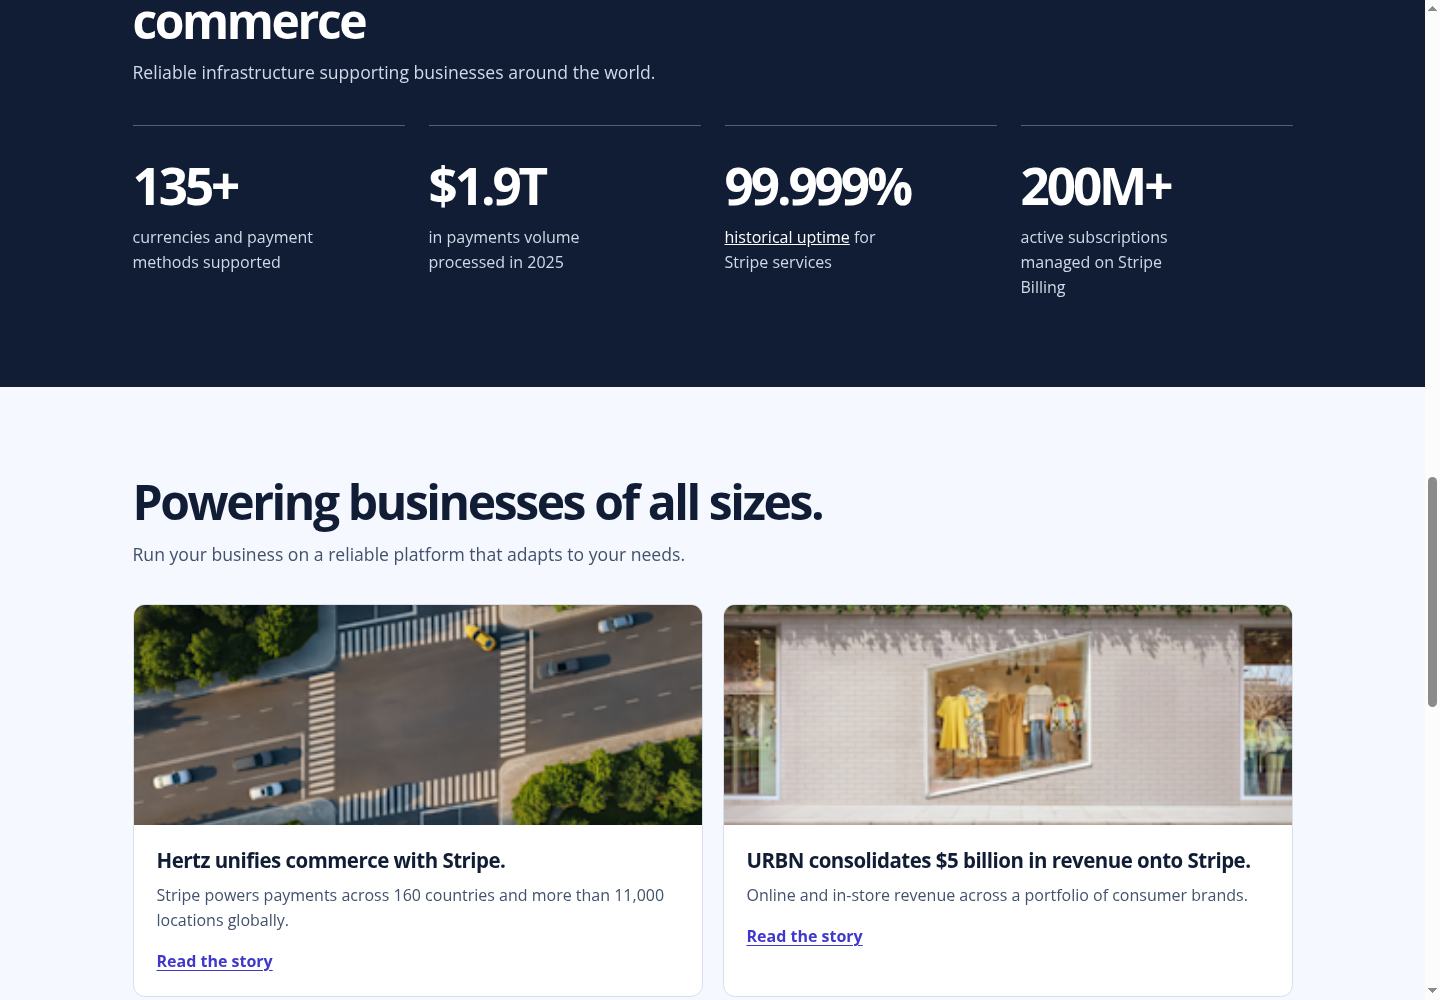 commerce
Reliable infrastructure supporting businesses around the world.
135+
currencies and payment
methods supported
$1.9T
in payments volume
processed in 2025
99.999%
historical uptime for
Stripe services
200M+
active subscriptions
managed on Stripe
Billing
Powering businesses of all sizes.
Run your business on a reliable platform that adapts to your needs.
Hertz unifies commerce with Stripe.
Stripe powers payments across 160 countries and more than 11,000
locations globally.
Read the story
URBN consolidates $5 billion in revenue onto Stripe.
Online and in-store revenue across a portfolio of consumer brands.
Read the story